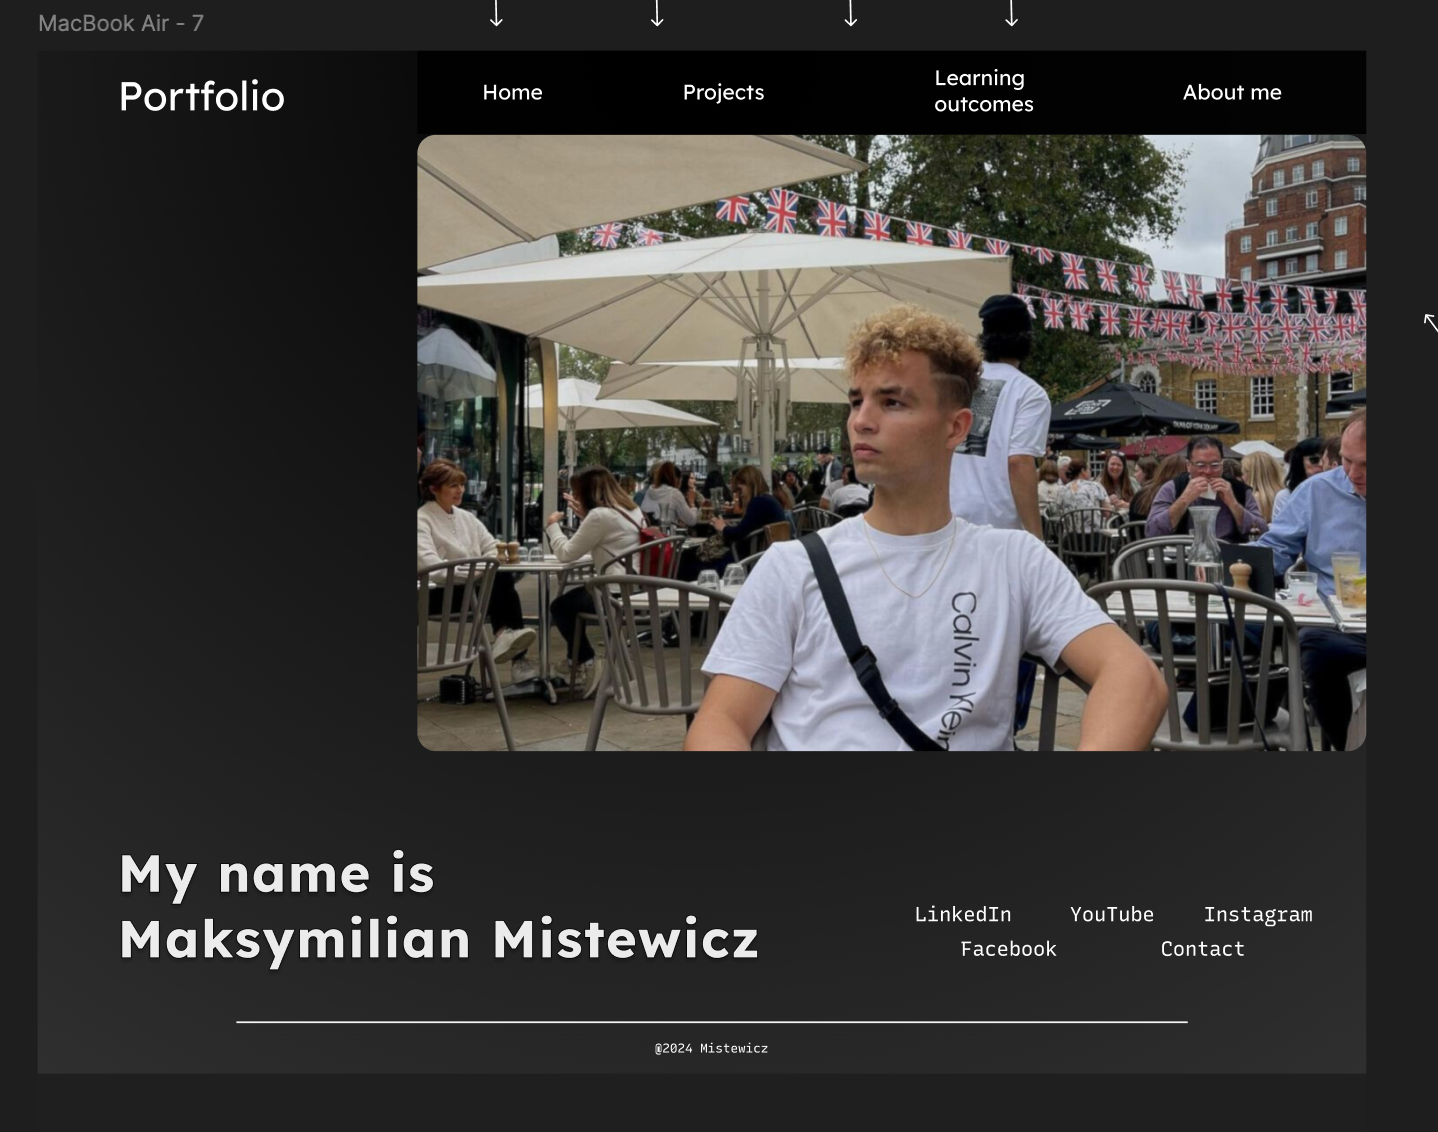 MacBook Air - 7
Portfolio
Home
Projects
Learning
outcomes
About me
Calvin Klein
My name is
Maksymilian Mistewicz
LinkedIn
YouTube
Instagram
Facebook
Contact
@2024 Mistewicz